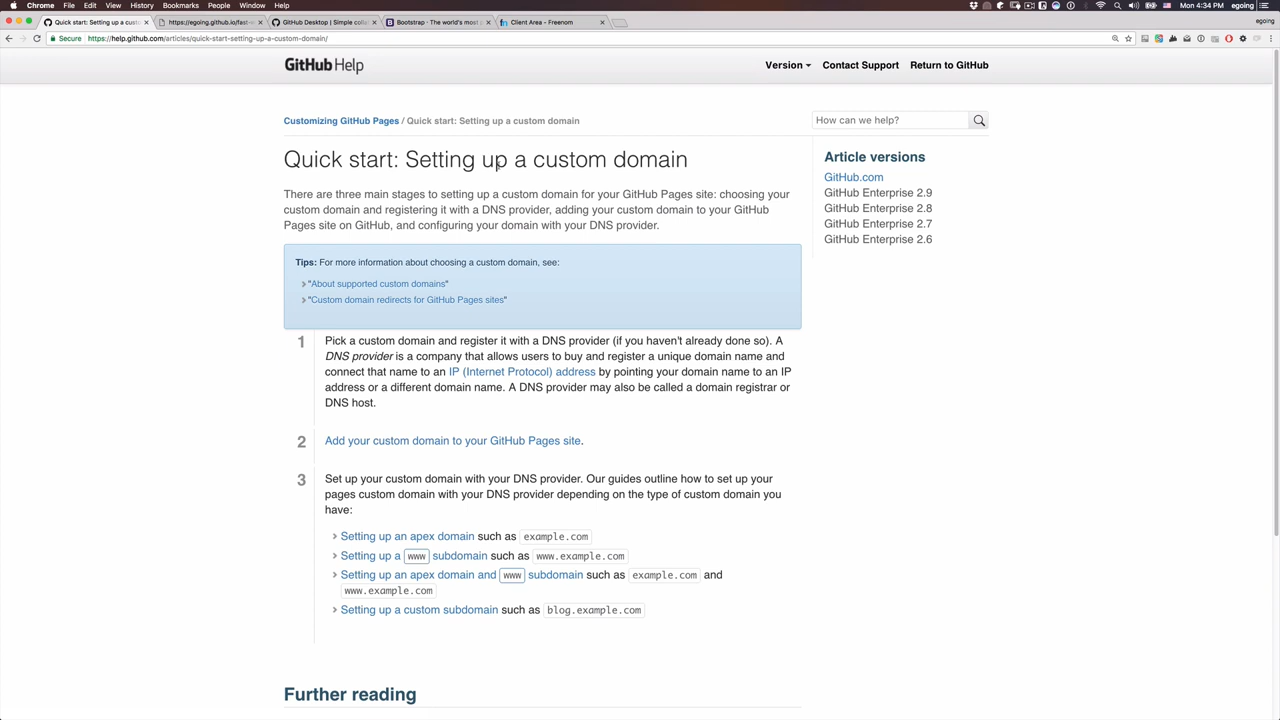 Chrome File Edit View History Bookmarks People Window Help
Mon 4:34 PM egoing
Quick start: Setting up a custo
https://egoing.github.io/fast-w
GitHub Desktop | Simple colla
Bootstrap · The world's most p
Client Area - Freenom
egoing
Secure https://help.github.com/articles/quick-start-setting-up-a-custom-domain/
GitHub Help
Version Contact Support Return to GitHub
Customizing GitHub Pages / Quick start: Setting up a custom domain
How can we help?
Quick start: Setting up a custom domain
There are three main stages to setting up a custom domain for your GitHub Pages site: choosing your
custom domain and registering it with a DNS provider, adding your custom domain to your GitHub
Pages site on GitHub, and configuring your domain with your DNS provider.
Tips: For more information about choosing a custom domain, see:
"About supported custom domains"
"Custom domain redirects for GitHub Pages sites"
1 Pick a custom domain and register it with a DNS provider (if you haven't already done so). A
DNS provider is a company that allows users to buy and register a unique domain name and
connect that name to an IP (Internet Protocol) address by pointing your domain name to an IP
address or a different domain name. A DNS provider may also be called a domain registrar or
DNS host.
2 Add your custom domain to your GitHub Pages site.
3 Set up your custom domain with your DNS provider. Our guides outline how to set up your
pages custom domain with your DNS provider depending on the type of custom domain you
have:
Setting up an apex domain such as example.com
Setting up a www subdomain such as www.example.com
Setting up an apex domain and www subdomain such as example.com and
www.example.com
Setting up a custom subdomain such as blog.example.com
Further reading
Article versions
GitHub.com
GitHub Enterprise 2.9
GitHub Enterprise 2.8
GitHub Enterprise 2.7
GitHub Enterprise 2.6